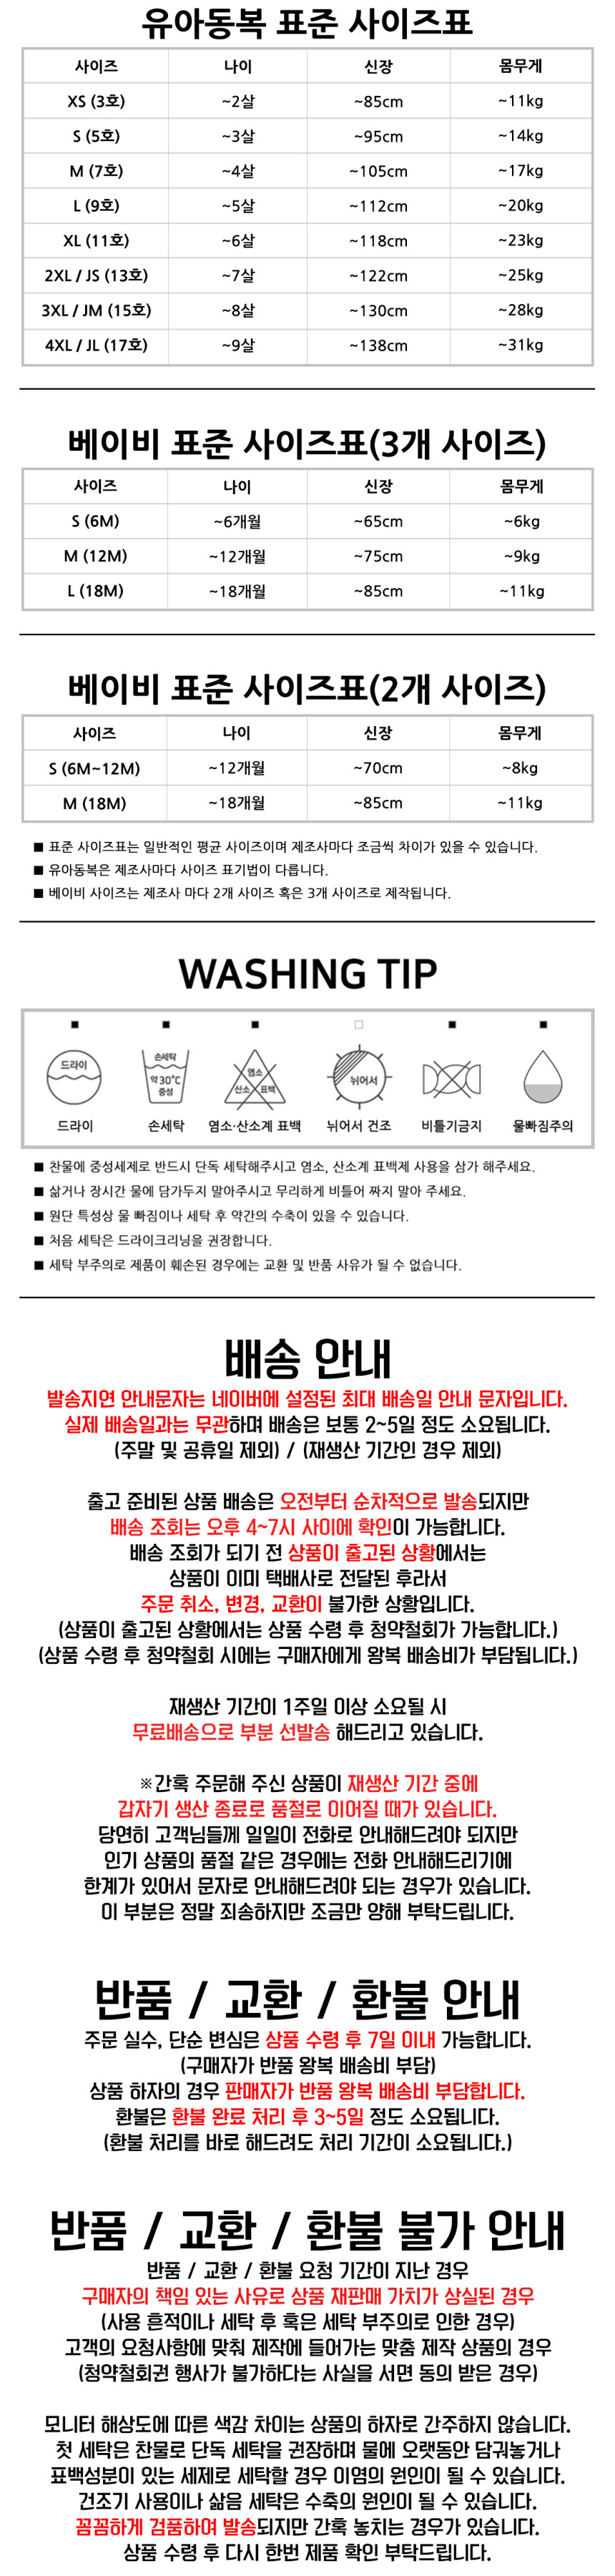 유아동복 표준 사이즈표
사이즈 나이 신장 몸무게
XS (3호) ~2살 ~85cm ~11kg
S (5호) ~3살 ~95cm ~14kg
M (7호) ~4살 ~105cm ~17kg
L (9호) ~5살 ~112cm ~20kg
XL (11호) ~6살 ~118cm ~23kg
2XL / JS (13호) ~7살 ~122cm ~25kg
3XL / JM (15호) ~8살 ~130cm ~28kg
4XL / JL (17호) ~9살 ~138cm ~31kg
베이비 표준 사이즈표(3개 사이즈)
사이즈 나이 신장 몸무게
S (6M) ~6개월 ~65cm ~6kg
M (12M) ~12개월 ~75cm ~9kg
L (18M) ~18개월 ~85cm ~11kg
베이비 표준 사이즈표(2개 사이즈)
사이즈 나이 신장 몸무게
S (6M~12M) ~12개월 ~70cm ~8kg
M (18M) ~18개월 ~85cm ~11kg
■ 표준 사이즈표는 일반적인 평균 사이즈이며 제조사마다 조금씩 차이가 있을 수 있습니다.
■ 유아동복은 제조사마다 사이즈 표기법이 다릅니다.
■ 베이비 사이즈는 제조사 마다 2개 사이즈 혹은 3개 사이즈로 제작됩니다.
WASHING TIP
드라이 손세탁 약 30℃ 중성 염소 산소 표백 뉘어서
드라이 손세탁 염소·산소계 표백 뉘어서 건조 비틀기금지 물빠짐주의
■ 찬물에 중성세제로 반드시 단독 세탁해주시고 염소, 산소계 표백제 사용을 삼가 해주세요.
■ 삶거나 장시간 물에 담가두지 말아주시고 무리하게 비틀어 짜지 말아 주세요.
■ 원단 특성상 물 빠짐이나 세탁 후 약간의 수축이 있을 수 있습니다.
■ 처음 세탁은 드라이크리닝을 권장합니다.
■ 세탁 부주의로 제품이 훼손된 경우에는 교환 및 반품 사유가 될 수 없습니다.
배송 안내
발송지연 안내문자는 네이버에 설정된 최대 배송일 안내 문자입니다.
실제 배송일과는 무관하며 배송은 보통 2~5일 정도 소요됩니다.
(주말 및 공휴일 제외) / (재생산 기간인 경우 제외)
출고 준비된 상품 배송은 오전부터 순차적으로 발송되지만
배송 조회는 오후 4~7시 사이에 확인이 가능합니다.
배송 조회가 되기 전 상품이 출고된 상황에서는
상품이 이미 택배사로 전달된 후라서
주문 취소, 변경, 교환이 불가한 상황입니다.
(상품이 출고된 상황에서는 상품 수령 후 청약철회가 가능합니다.)
(상품 수령 후 청약철회 시에는 구매자에게 왕복 배송비가 부담됩니다.)
재생산 기간이 1주일 이상 소요될 시
무료배송으로 부분 선발송 해드리고 있습니다.
※간혹 주문해 주신 상품이 재생산 기간 중에
갑자기 생산 종료로 품절로 이어질 때가 있습니다.
당연히 고객님들께 일일이 전화로 안내해드려야 되지만
인기 상품의 품절 같은 경우에는 전화 안내해드리기에
한계가 있어서 문자로 안내해드려야 되는 경우가 있습니다.
이 부분은 정말 죄송하지만 조금만 양해 부탁드립니다.
반품 / 교환 / 환불 안내
주문 실수, 단순 변심은 상품 수령 후 7일 이내 가능합니다.
(구매자가 반품 왕복 배송비 부담)
상품 하자의 경우 판매자가 반품 왕복 배송비 부담합니다.
환불은 환불 완료 처리 후 3~5일 정도 소요됩니다.
(환불 처리를 바로 해드려도 처리 기간이 소요됩니다.)
반품 / 교환 / 환불 불가 안내
반품 / 교환 / 환불 요청 기간이 지난 경우
구매자의 책임 있는 사유로 상품 재판매 가치가 상실된 경우
(사용 흔적이나 세탁 후 혹은 세탁 부주의로 인한 경우)
고객의 요청사항에 맞춰 제작에 들어가는 맞춤 제작 상품의 경우
(청약철회권 행사가 불가하다는 사실을 서면 동의 받은 경우)
모니터 해상도에 따른 색감 차이는 상품의 하자로 간주하지 않습니다.
첫 세탁은 찬물로 단독 세탁을 권장하며 물에 오랫동안 담궈놓거나
표백성분이 있는 세제로 세탁할 경우 이염의 원인이 될 수 있습니다.
건조기 사용이나 삶음 세탁은 수축의 원인이 될 수 있습니다.
꼼꼼하게 검품하여 발송되지만 간혹 놓치는 경우가 있습니다.
상품 수령 후 다시 한번 제품 확인 부탁드립니다.